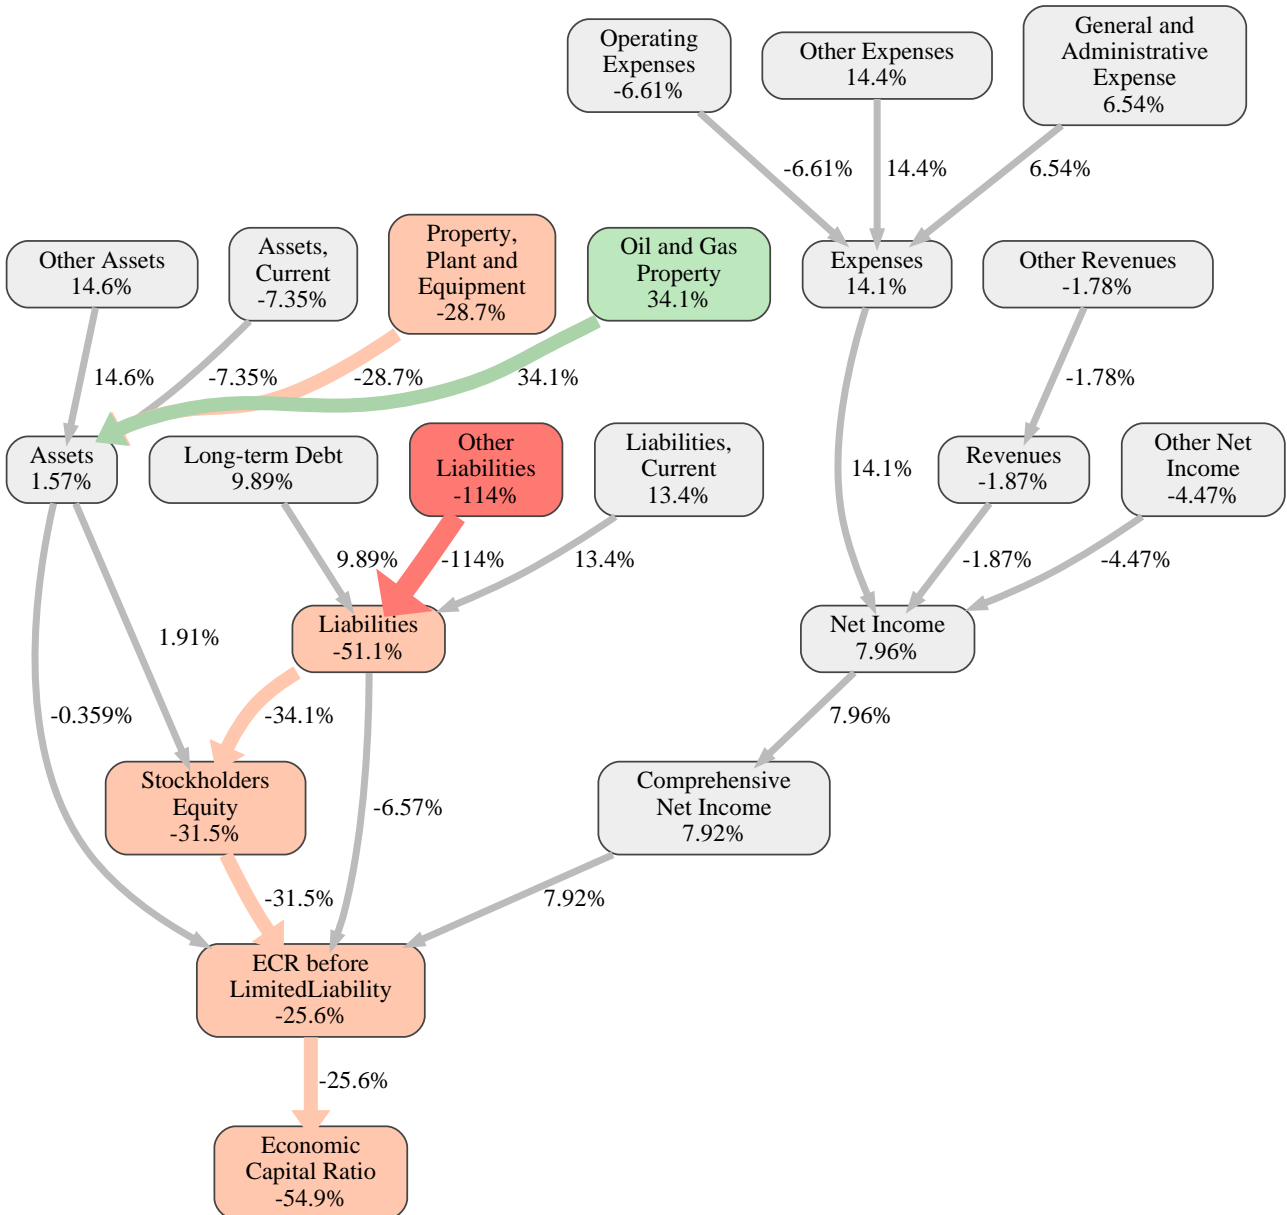 Operating
Expenses
-6.61%
Other Expenses
14.4%
General and
Administrative
Expense
6.54%
-6.61%
14.4%
6.54%
Other Assets
14.6%
Assets,
Current
-7.35%
Property,
Plant and
Equipment
-28.7%
Oil and Gas
Property
34.1%
Expenses
14.1%
Other Revenues
-1.78%
14.6%
-7.35%
-28.7%
34.1%
-1.78%
Assets
1.57%
Long-term Debt
9.89%
Other
Liabilities
-114%
Liabilities,
Current
13.4%
14.1%
Revenues
-1.87%
Other Net
Income
-4.47%
9.89%
-114%
13.4%
-1.87%
-4.47%
1.91%
Liabilities
-51.1%
Net Income
7.96%
-0.359%
-34.1%
7.96%
Stockholders
Equity
-31.5%
-6.57%
Comprehensive
Net Income
7.92%
-31.5%
7.92%
ECR before
LimitedLiability
-25.6%
-25.6%
Economic
Capital Ratio
-54.9%